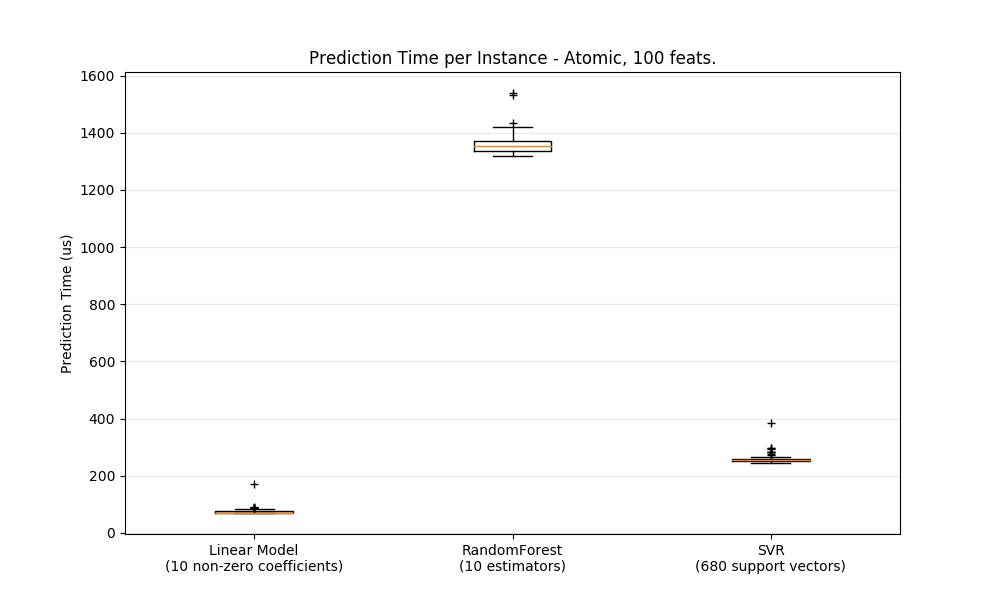 Prediction Time per Instance - Atomic, 100 feats.
Prediction Time (us)
1600
1400
1200
1000
800
600
400
200
0
Linear Model
(10 non-zero coefficients)
RandomForest
(10 estimators)
SVR
(680 support vectors)